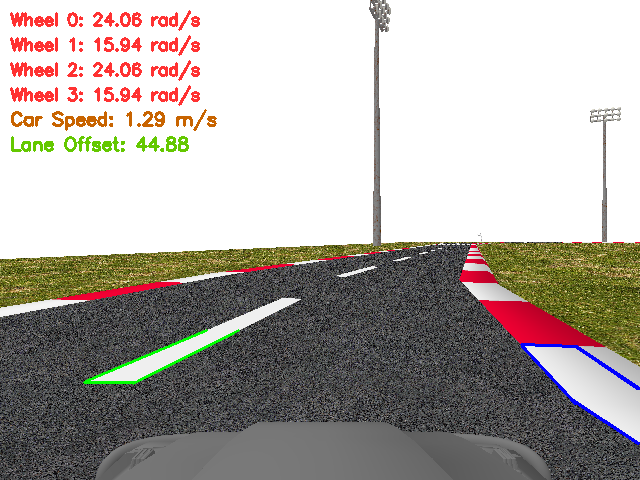 Wheel 0: 24.06 rad/s
Wheel 1: 15.94 rad/s
Wheel 2: 24.06 rad/s
Wheel 3: 15.94 rad/s
Car Speed: 1.29 m/s
Lane Offset: 44.88